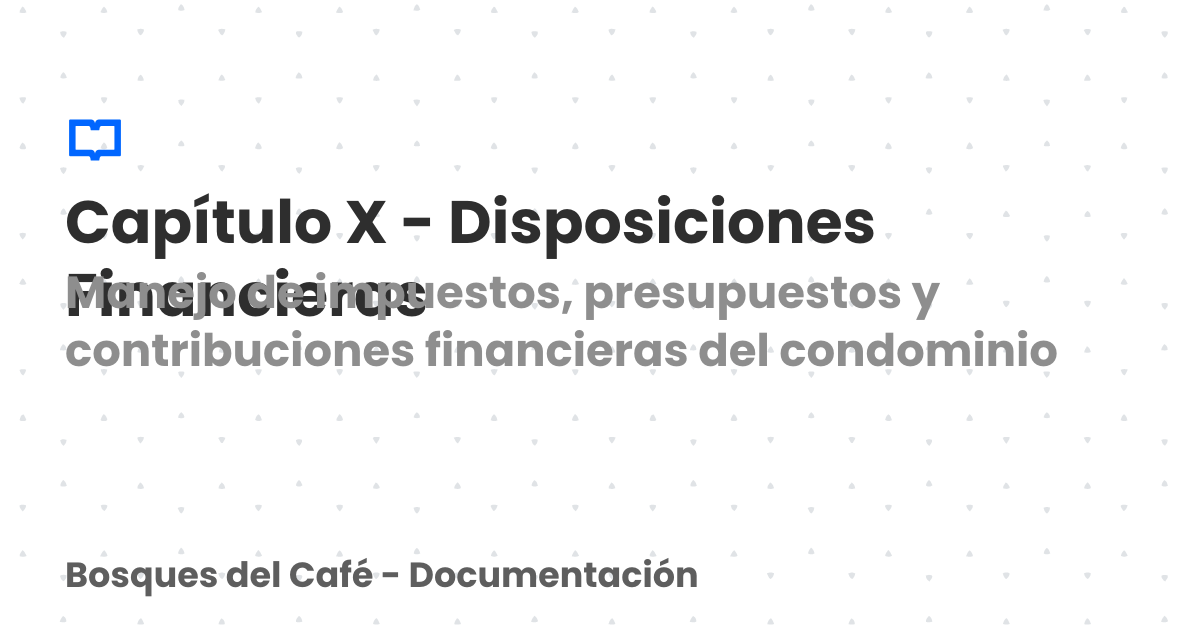 Capítulo X - Disposiciones
Financieras
Manejo de impuestos, presupuestos y
contribuciones financieras del condominio
Bosques del Café - Documentación